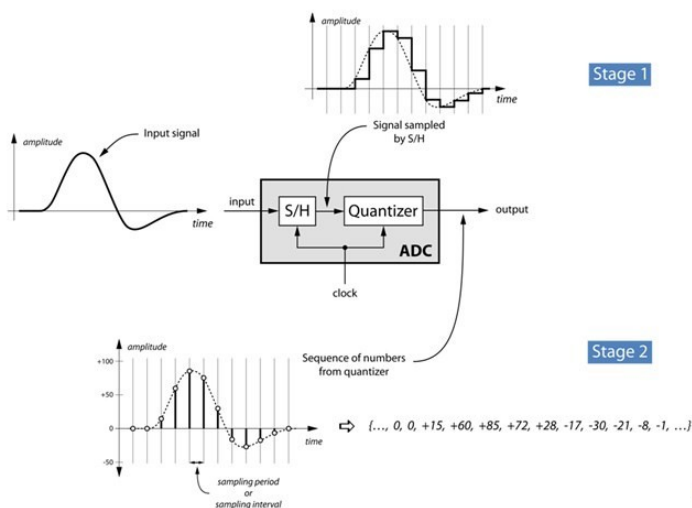 amplitude
Stage 1
time
Signal sampled
by S/H
amplitude
Input signal
time
input
S/H
Quantizer
output
ADC
clock
Sequence of numbers
from quantizer
Stage 2
amplitude
+100
+50
0
-50
time
{..., 0, 0, +15, +60, +85, +72, +28, -17, -30, -21, -8, -1, ...}
sampling period
or
sampling interval